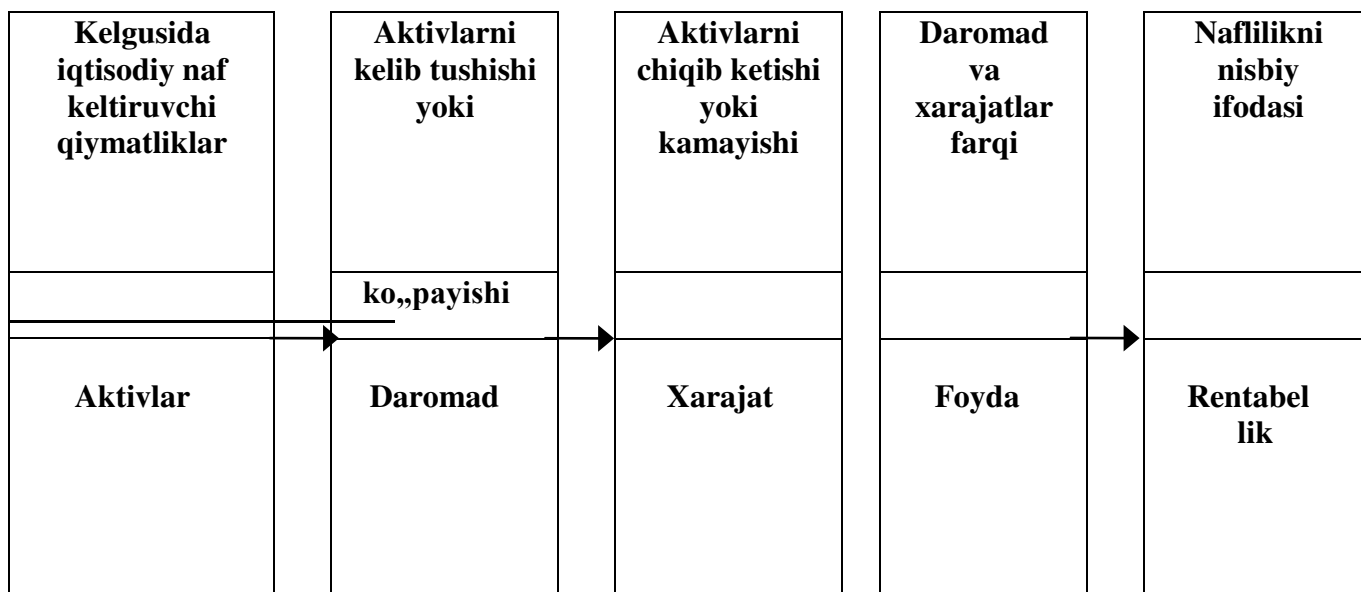 Kelgusida
iqtisodiy naf
keltiruvchi
qiymatliklar
Aktivlarni
kelib tushishi
yoki
ko„payishi
Aktivlarni
chiqib ketishi
yoki
kamayishi
Daromad
va
xarajatlar
farqi
Naflilikni
nisbiy
ifodasi
Aktivlar
Daromad
Xarajat
Foyda
Rentabel
lik